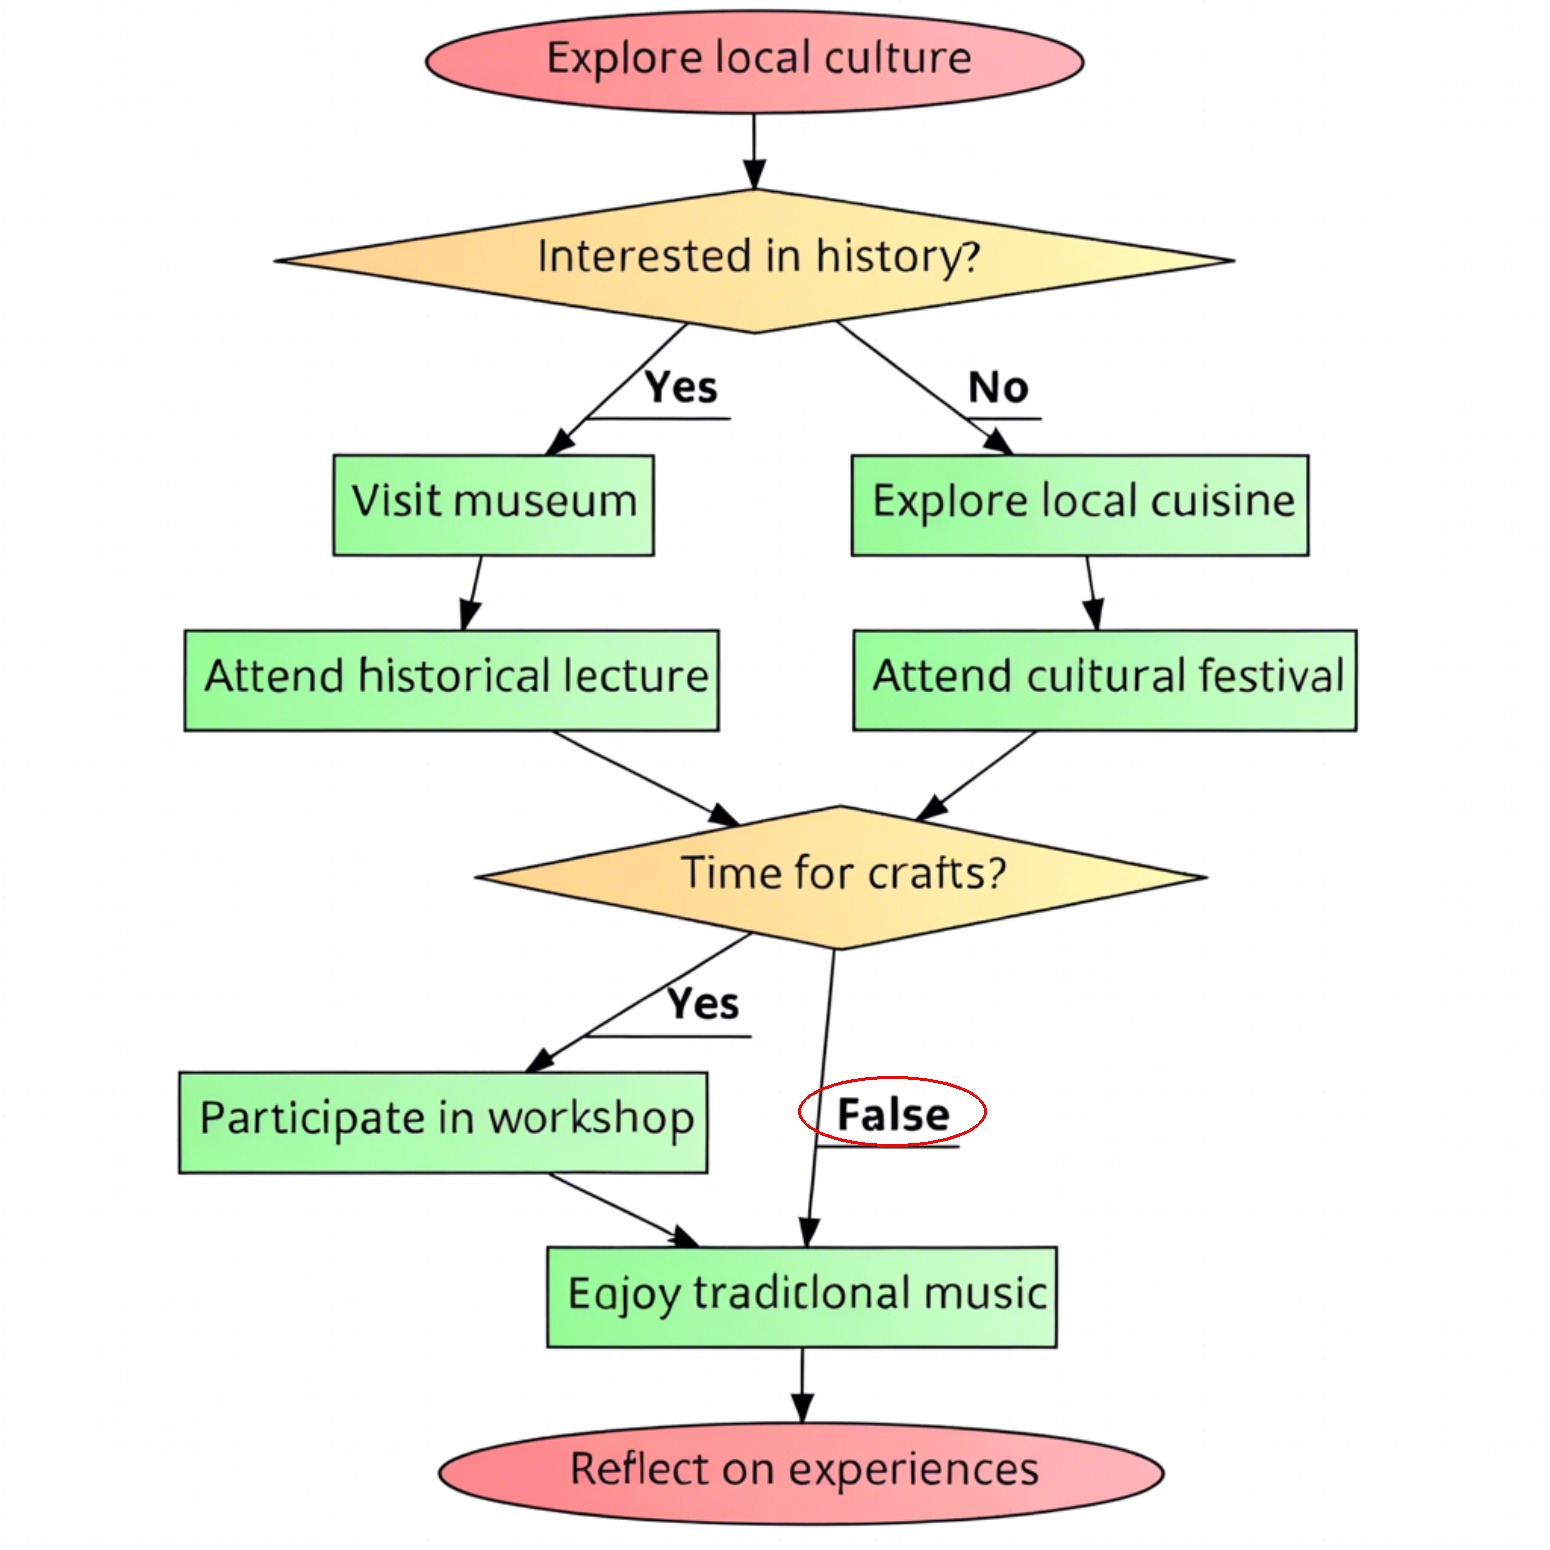 Explore local culture
Interested in history?
Yes
No
Visit museum
Explore local cuisine
Attend historical lecture
Attend cultural festival
Time for crafts?
Yes
Participate in workshop
False
Eajoy traditlonal music
Reflect on experiences